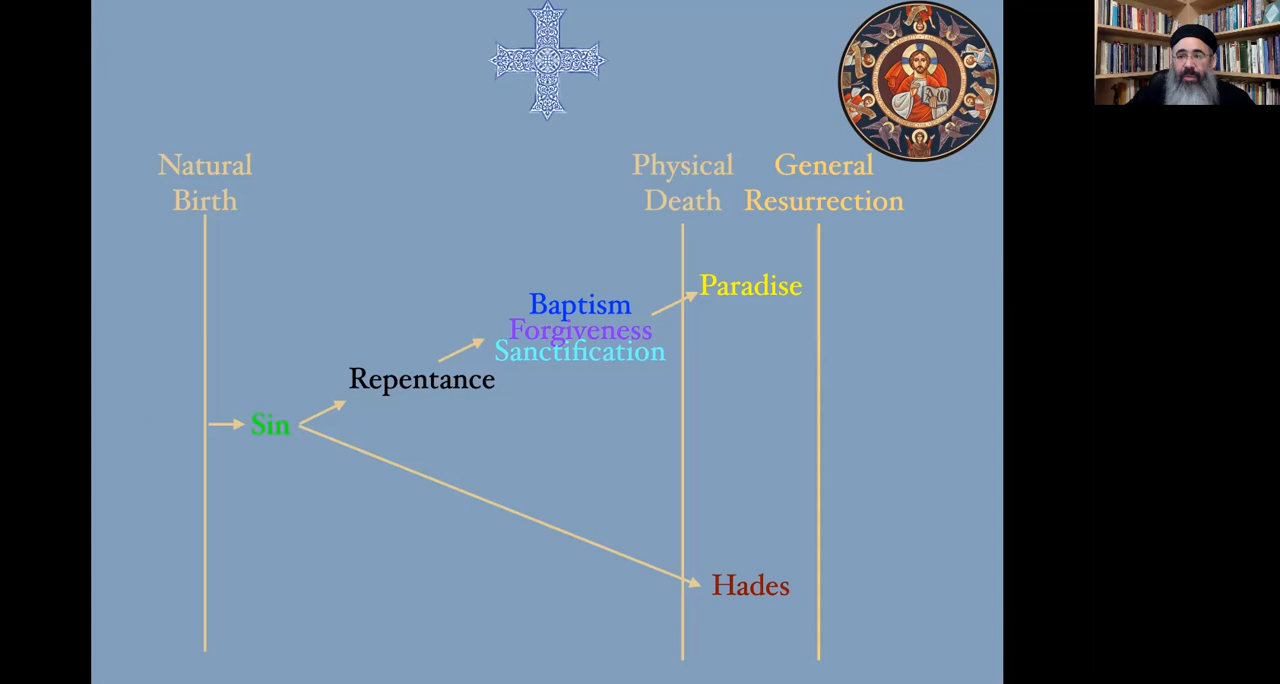 Natural
Birth
Physical
Death
General
Resurrection
Paradise
Baptism
Forgiveness
Sanctification
Repentance
Sin
Hades